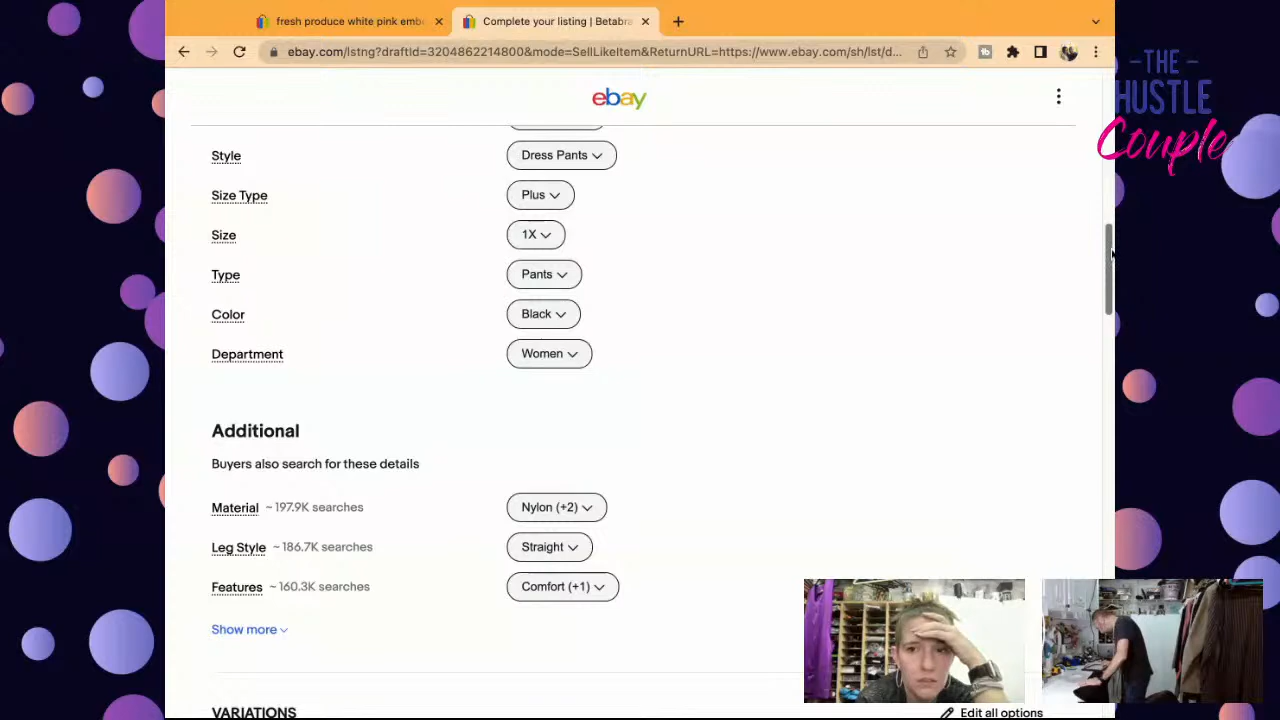 fresh produce white pink embe
Complete your listing | Betabra
ebay.com/lstng?draftId=3204862214800&mode=SellLikeItem&ReturnURL=https://www.ebay.com/sh/lst/d...
ebay
-THE-
HUSTLE
Couple
Style Dress Pants
Size Type Plus
Size 1X
Type Pants
Color Black
Department Women
Additional
Buyers also search for these details
Material ~ 197.9K searches Nylon (+2)
Leg Style ~ 186.7K searches Straight
Features ~ 160.3K searches Comfort (+1)
Show more
VARIATIONS Edit all options